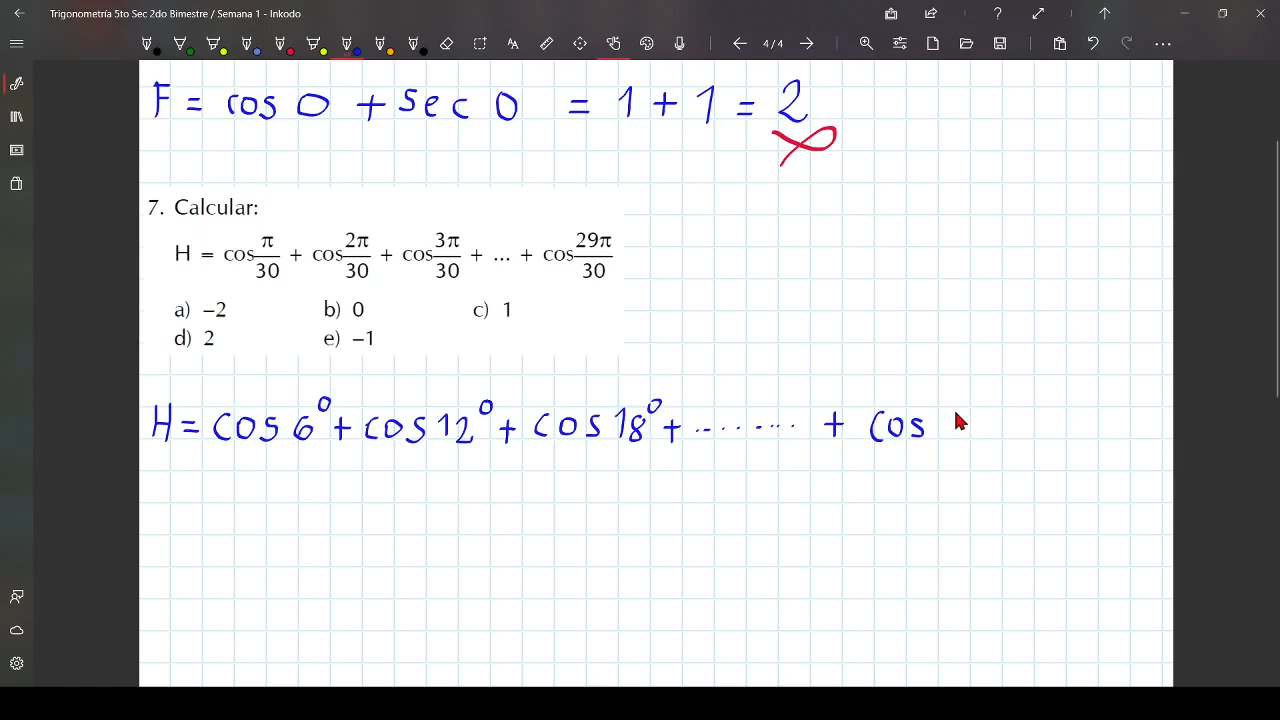 Trigonometría 5to Sec 2do Bimestre / Semana 1 - Inkodo
4/4
F = cos 0 + sec 0 = 1 + 1 = 2
7. Calcular:
H = cos π/30 + cos 2π/30 + cos 3π/30 + ... + cos 29π/30
a) –2 b) 0 c) 1
d) 2 e) –1
H = cos 6° + cos 12° + cos 18° + ........ + cos